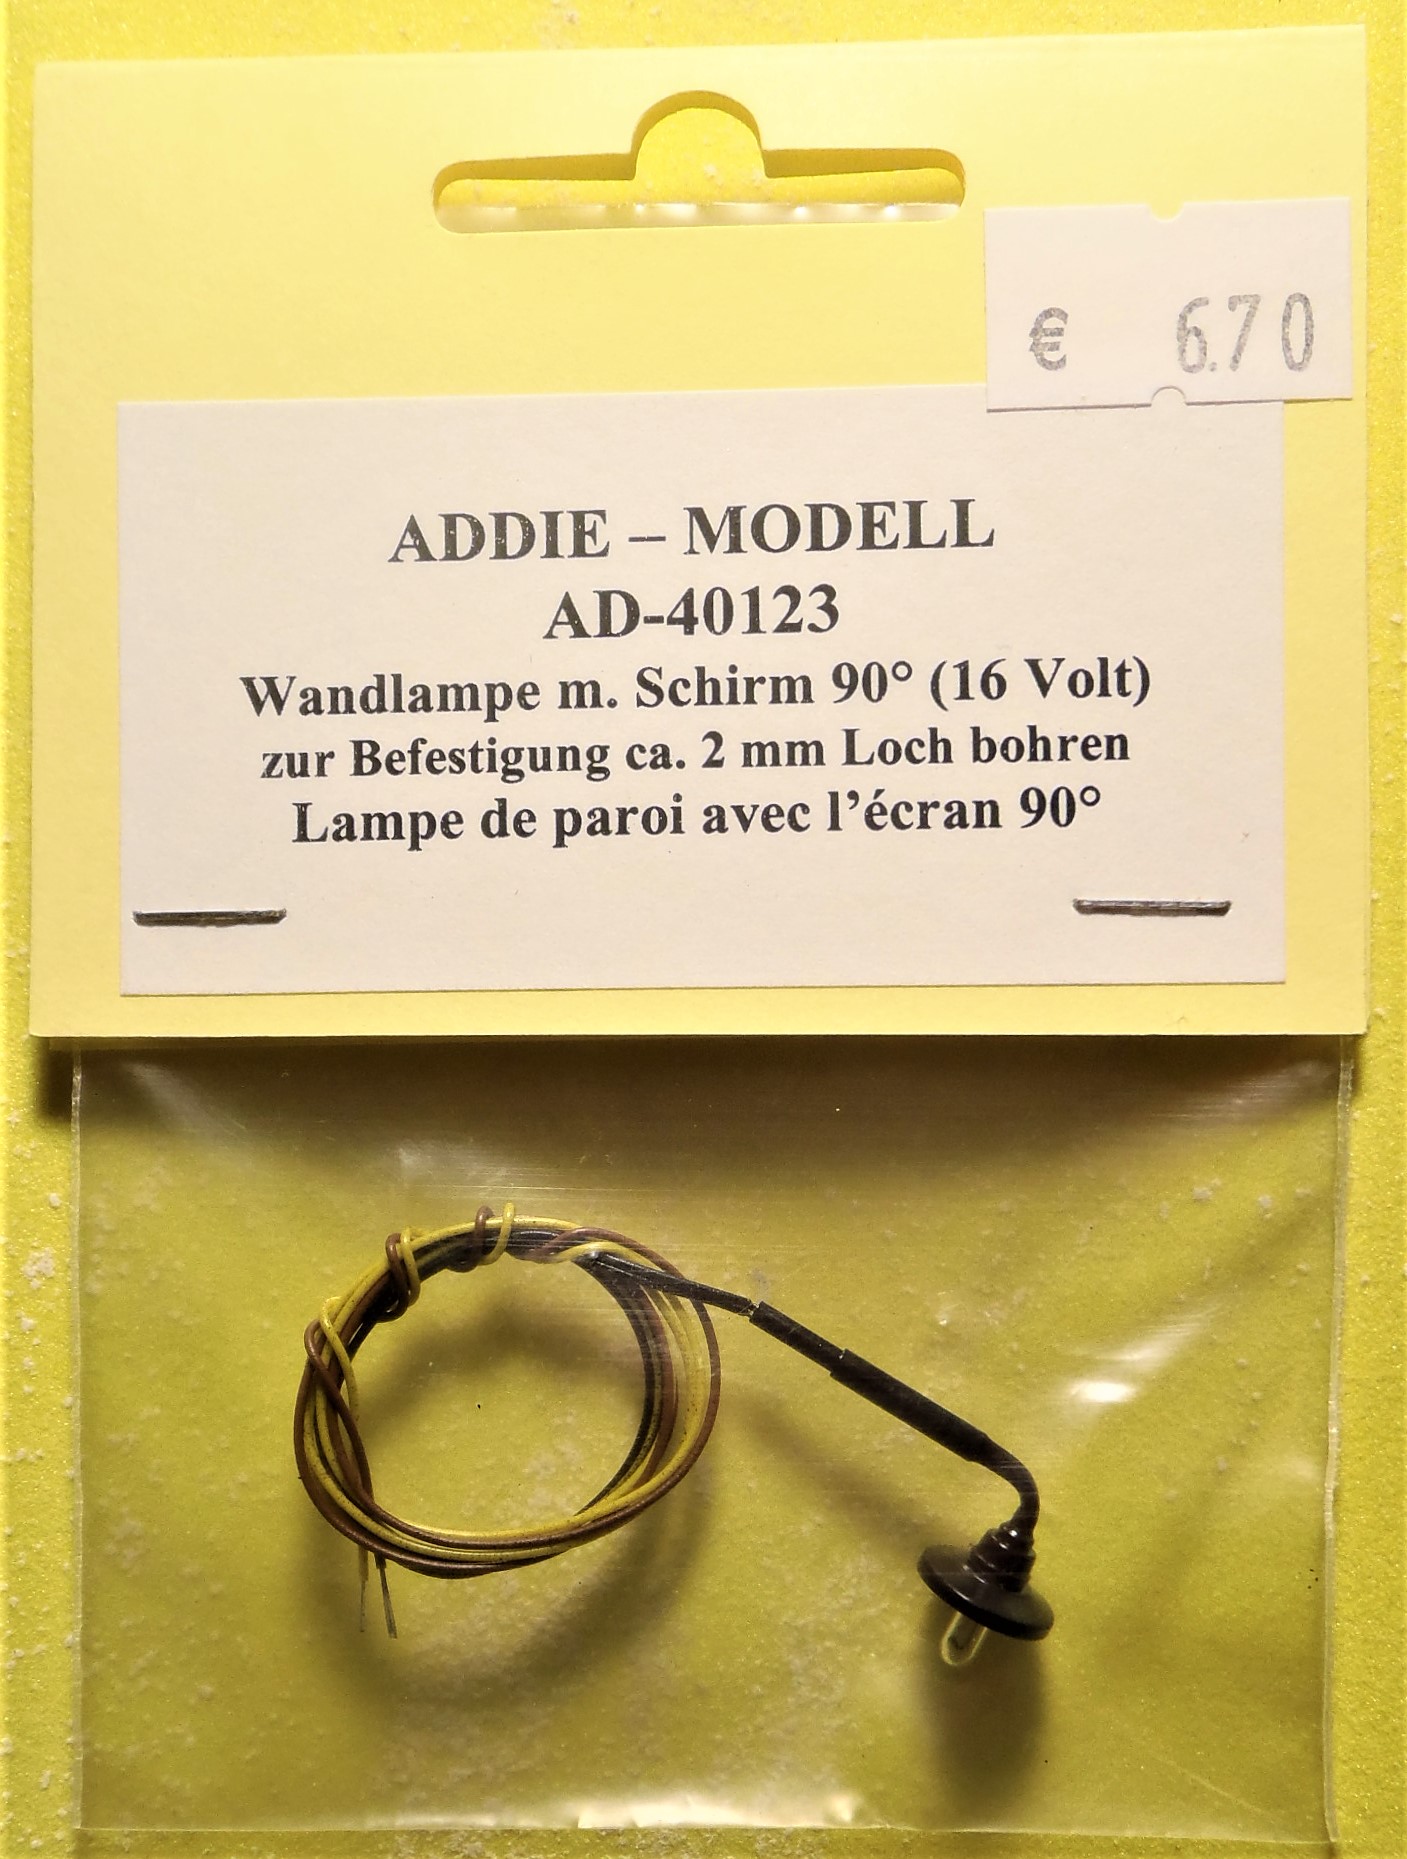 € 6.70
ADDIE – MODELL
AD-40123
Wandlampe m. Schirm 90° (16 Volt)
zur Befestigung ca. 2 mm Loch bohren
Lampe de paroi avec l’écran 90°